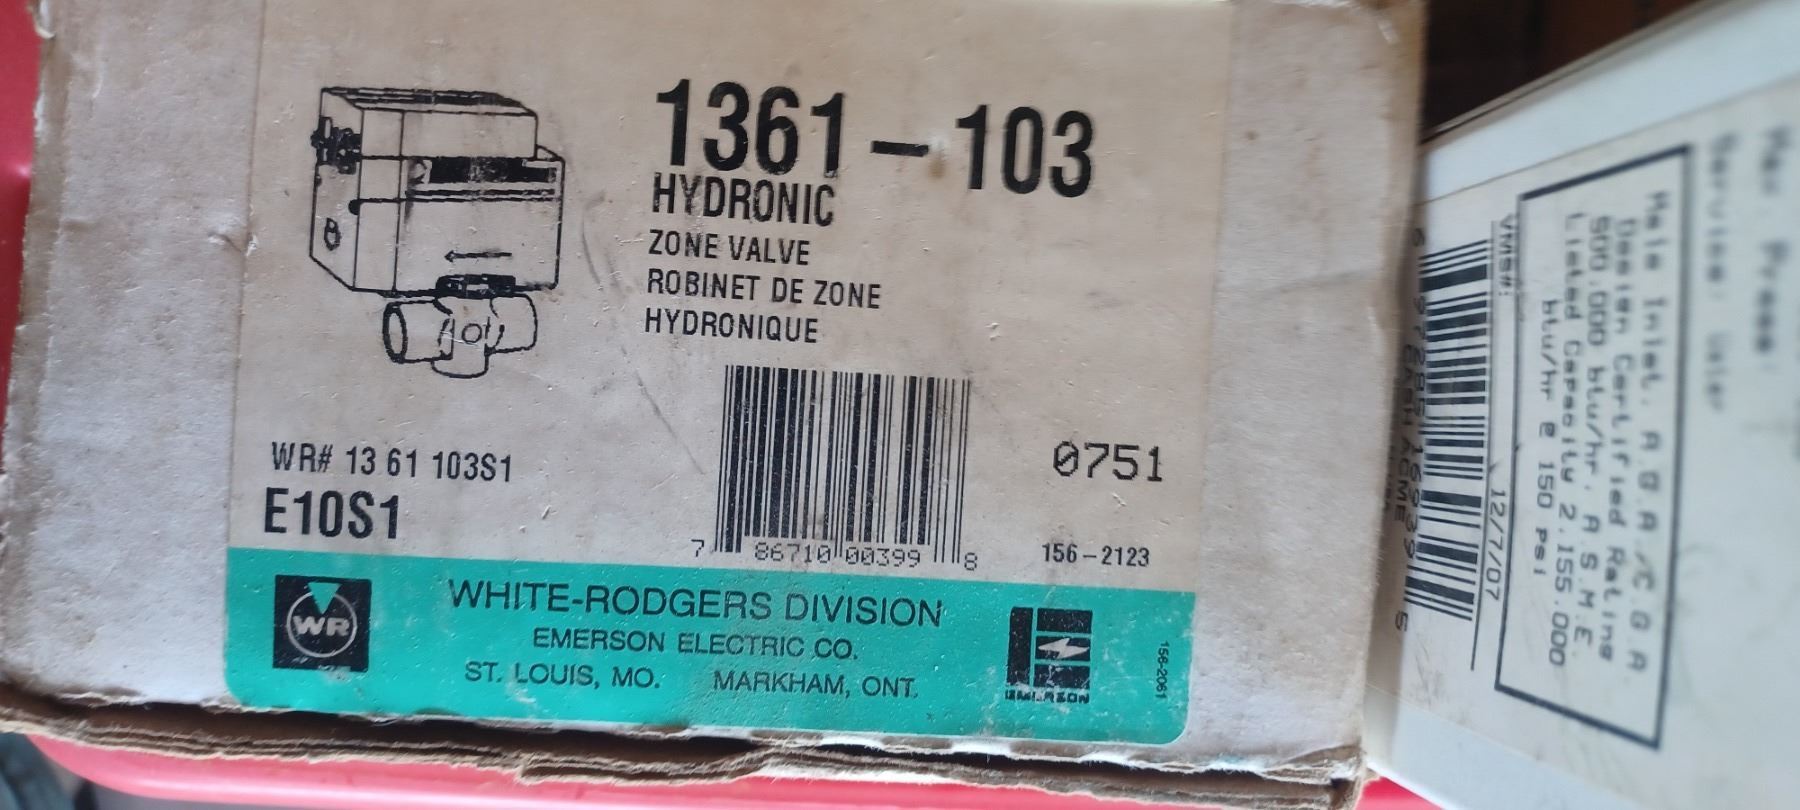 1361-103
HYDRONIC
ZONE VALVE
ROBINET DE ZONE
HYDRONIQUE
WR# 13 61 103S1
E10S1
7 86710 00399 8
0751
156-2123
WR
WHITE-RODGERS DIVISION
EMERSON ELECTRIC CO.
ST. LOUIS, MO. MARKHAM, ONT.
EMERSON
156-2061
Max. Press:
Service: Water
Male Inlet. A.G.A./C.G.A
Design Certified Rating
500,000 btu/hr. A.S.M.E.
Listed Capacity 2,155,000
btu/hr @ 150 psi
VMS#:
12/7/07
CASH ACME